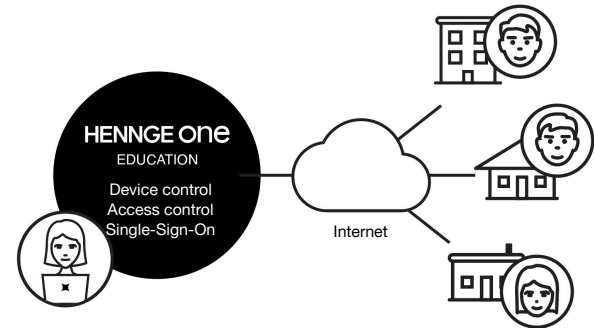 HENNGE one
EDUCATION
Device control
Access control
Single-Sign-On
Internet